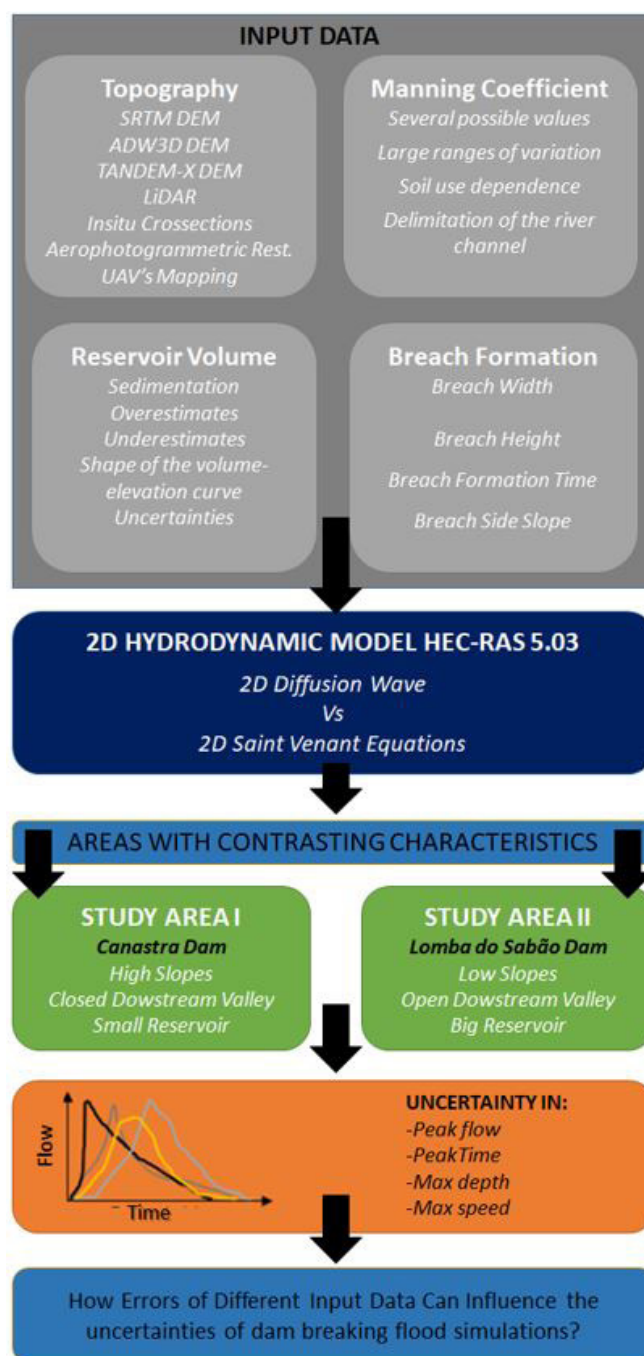 INPUT DATA
Topography
SRTM DEM
ADW3D DEM
TANDEM-X DEM
LiDAR
Insitu Crossections
Aerophotogrammetric Rest.
UAV's Mapping
Manning Coefficient
Several possible values
Large ranges of variation
Soil use dependence
Delimitation of the river
channel
Reservoir Volume
Sedimentation
Overestimates
Underestimates
Shape of the volume-
elevation curve
Uncertainties
Breach Formation
Breach Width
Breach Height
Breach Formation Time
Breach Side Slope
2D HYDRODYNAMIC MODEL HEC-RAS 5.03
2D Diffusion Wave
Vs
2D Saint Venant Equations
AREAS WITH CONTRASTING CHARACTERISTICS
STUDY AREA I
Canastra Dam
High Slopes
Closed Dowstream Valley
Small Reservoir
STUDY AREA II
Lomba do Sabão Dam
Low Slopes
Open Dowstream Valley
Big Reservoir
Flow
Time
UNCERTAINTY IN:
-Peak flow
-PeakTime
-Max depth
-Max speed
How Errors of Different Input Data Can Influence the
uncertainties of dam breaking flood simulations?